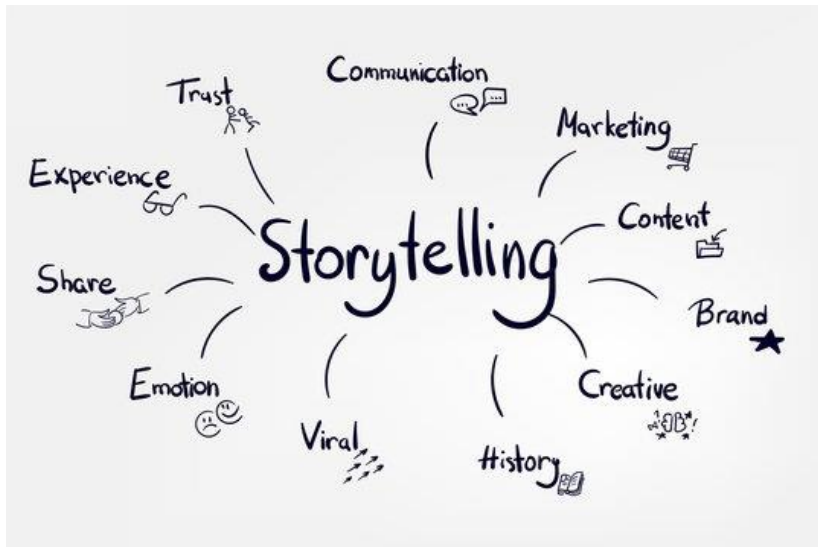 Communication
Trust
Marketing
Experience
Content
Storytelling
Share
Brand
Emotion
Creative
Viral
History